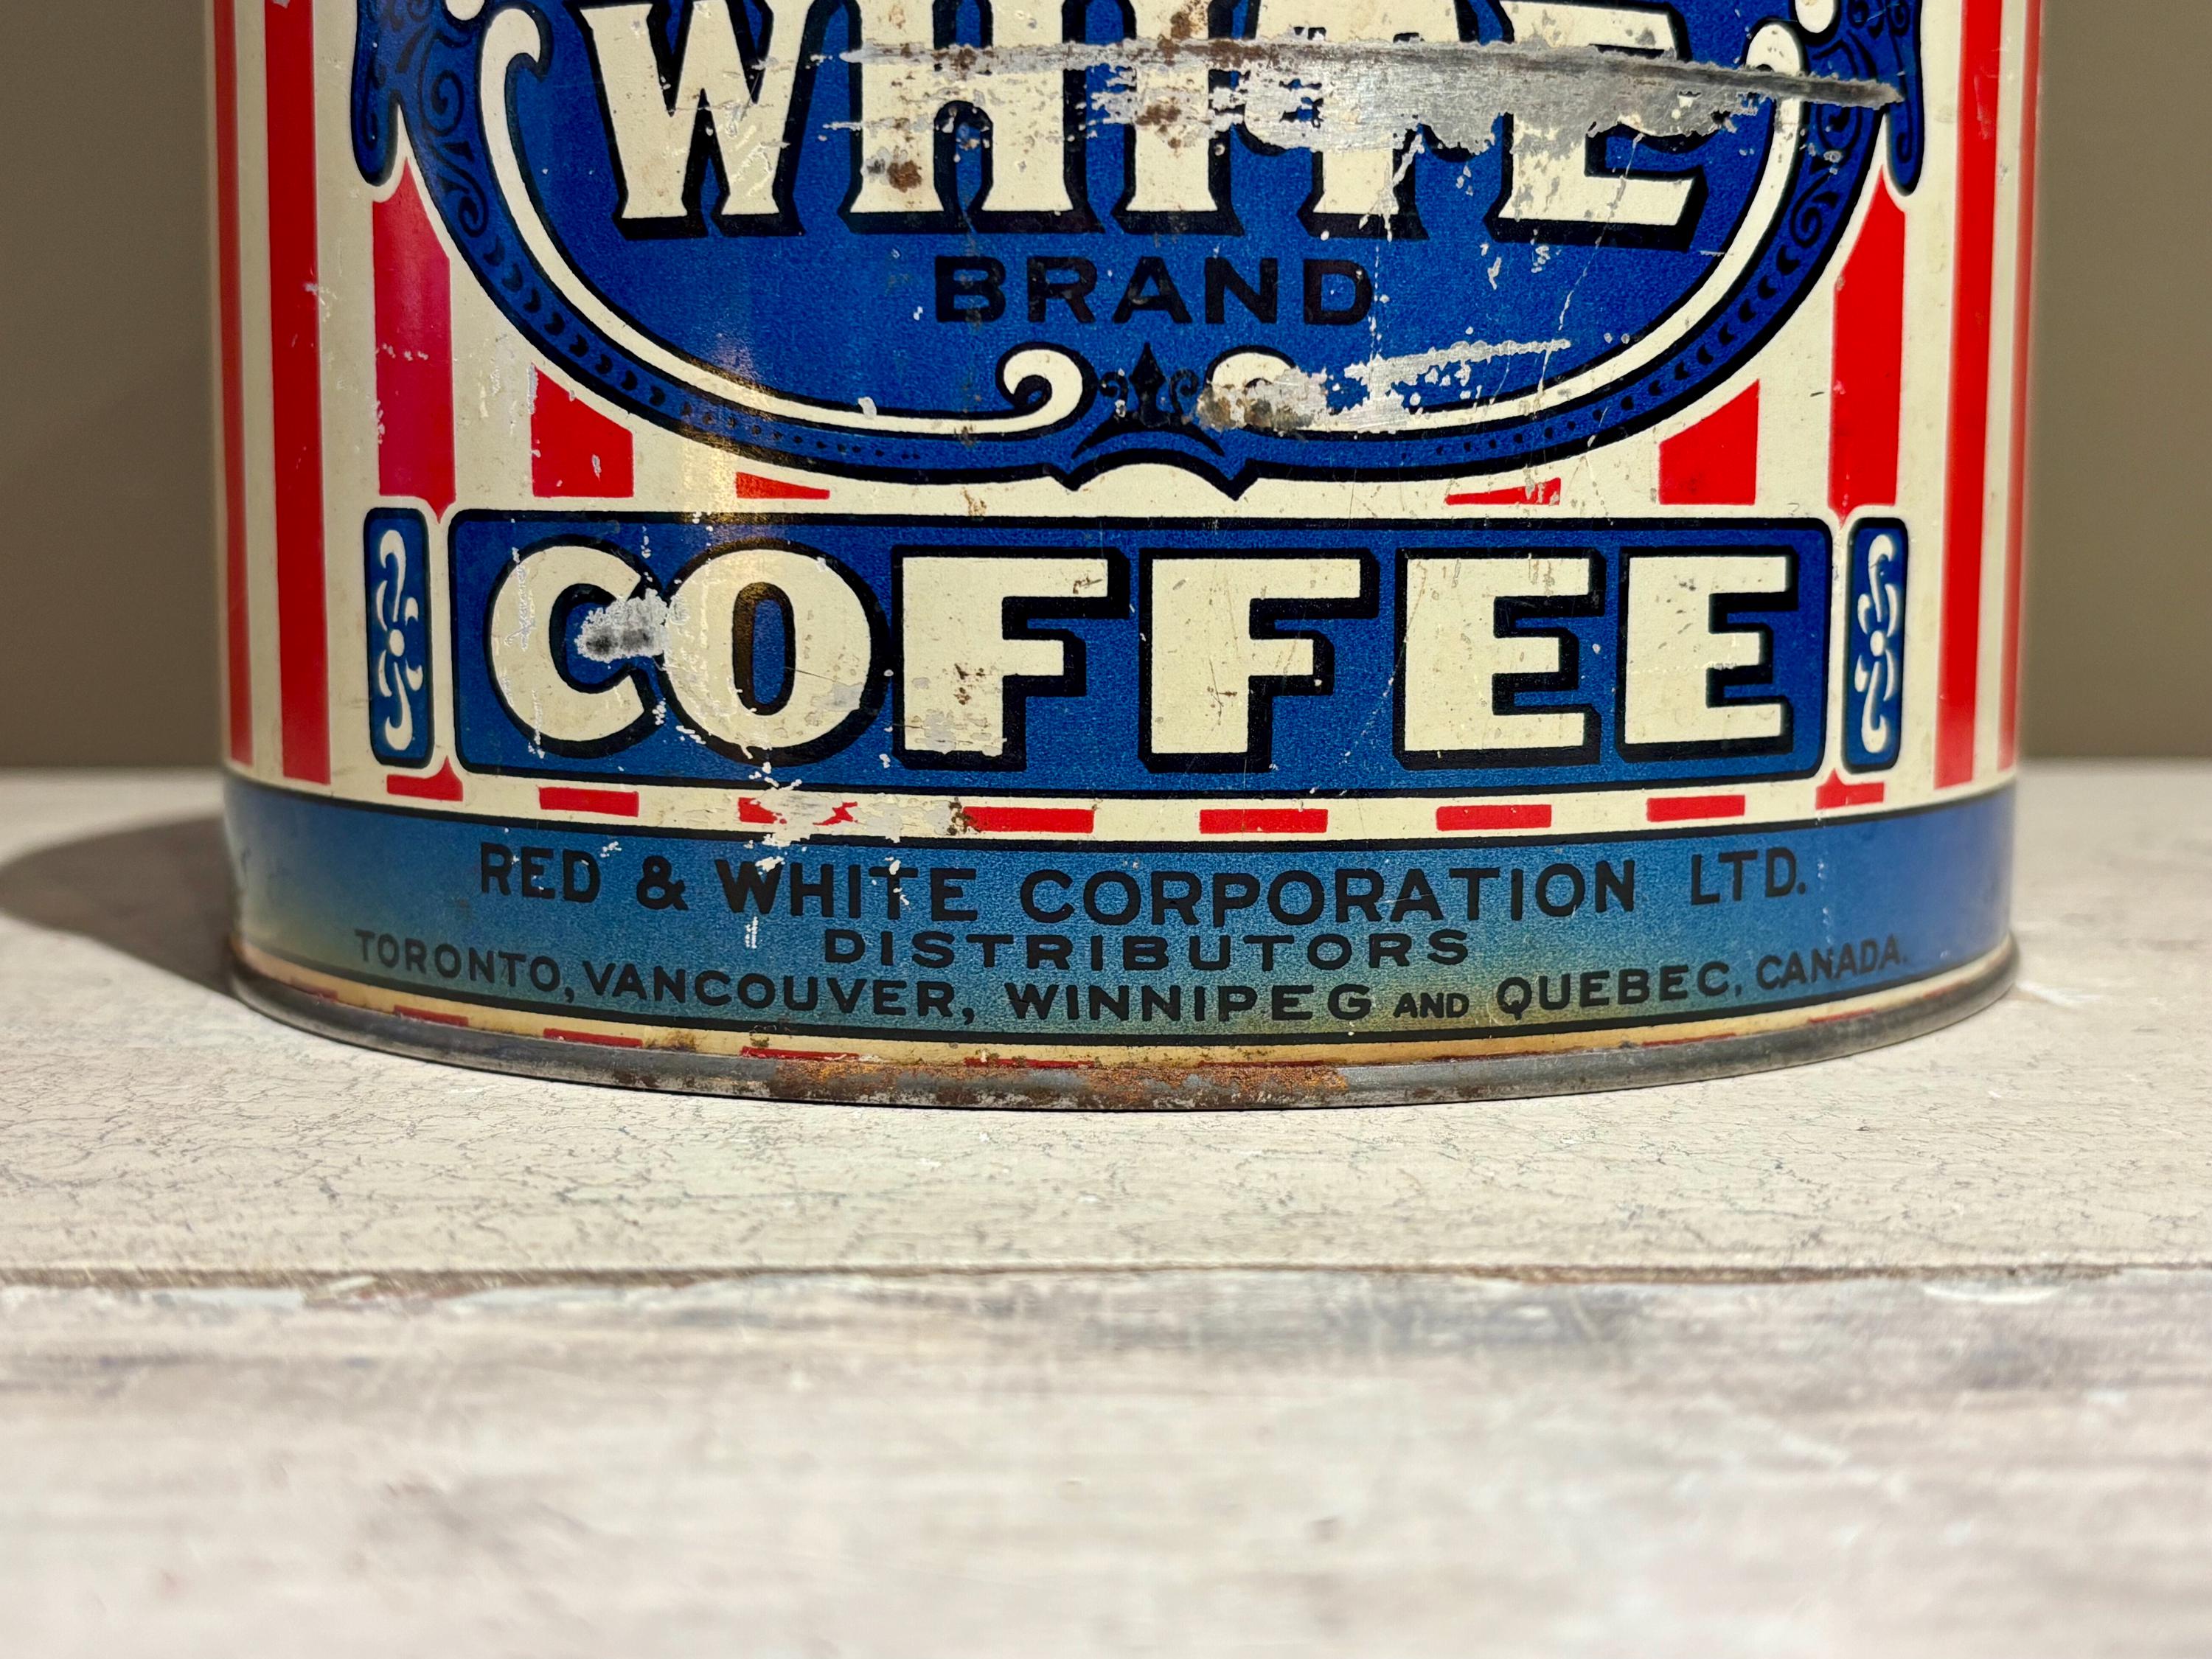 WHITE
BRAND
COFFEE
RED & WHITE CORPORATION LTD.
DISTRIBUTORS
TORONTO, VANCOUVER, WINNIPEG AND QUEBEC, CANADA.